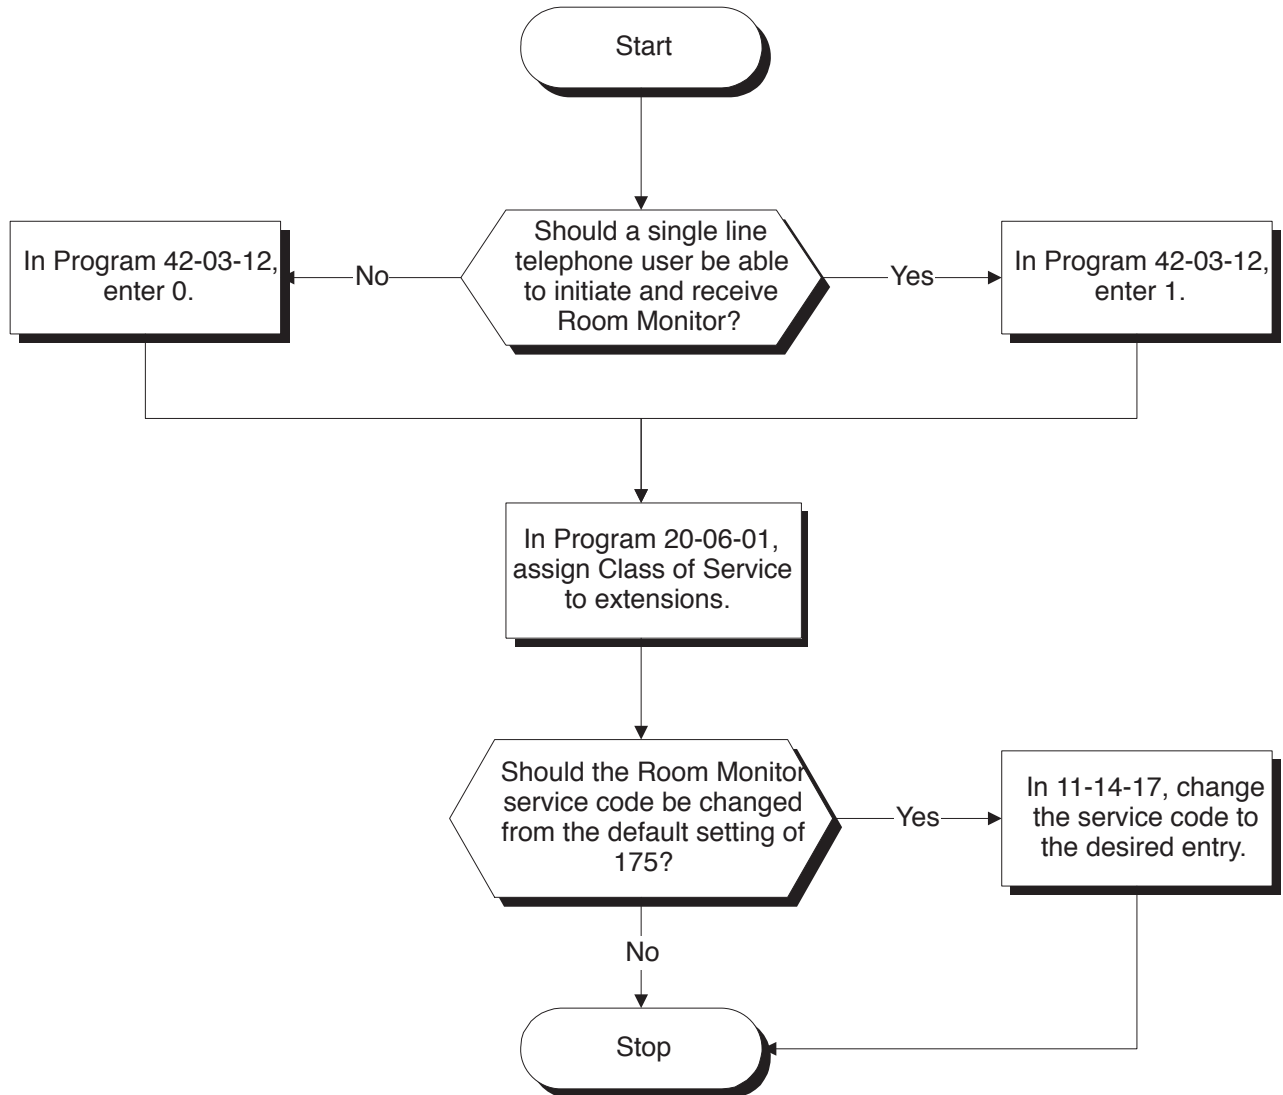 Start
Should a single line
telephone user be able
to initiate and receive
Room Monitor?
No
In Program 42-03-12,
enter 0.
Yes
In Program 42-03-12,
enter 1.
In Program 20-06-01,
assign Class of Service
to extensions.
Should the Room Monitor
service code be changed
from the default setting of
175?
Yes
In 11-14-17, change
the service code to
the desired entry.
No
Stop